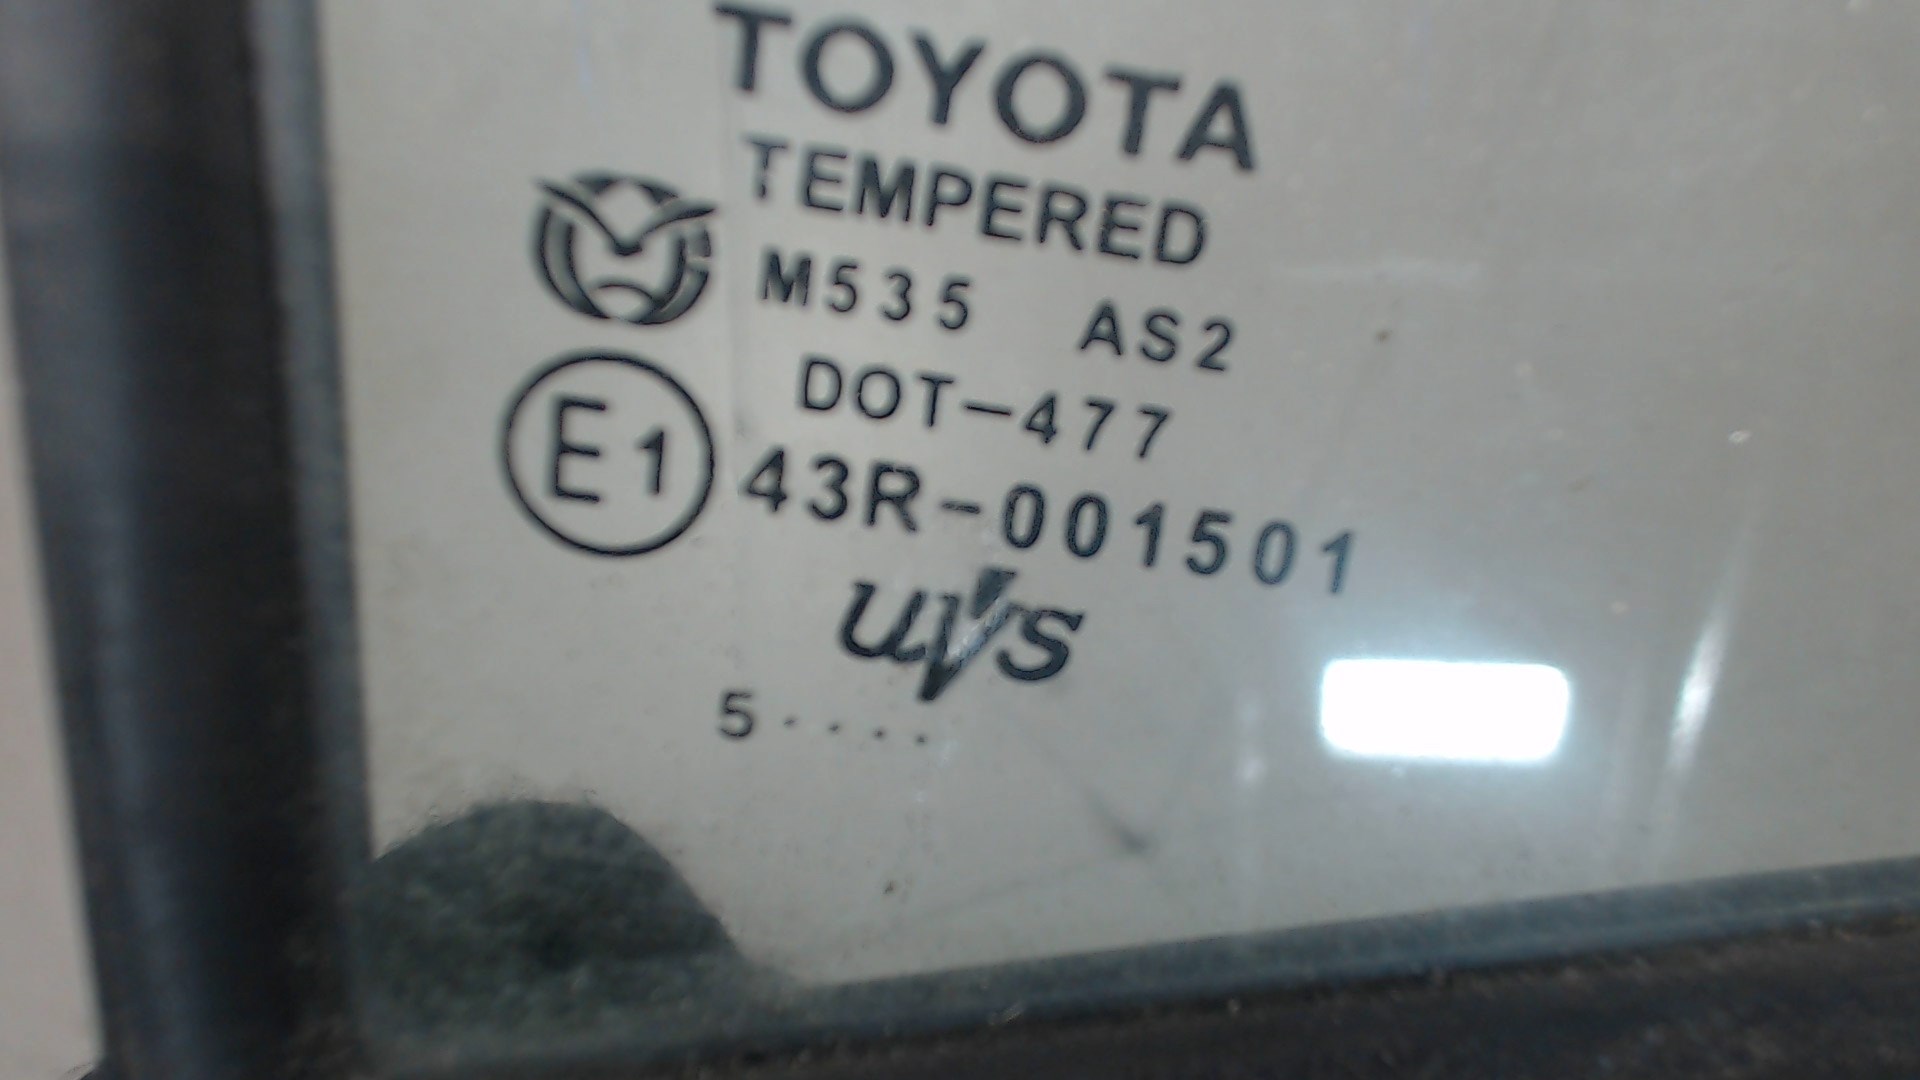 TOYOTA
TEMPERED
M535 AS2
DOT-477
E1 43R-001501
uvs
5....